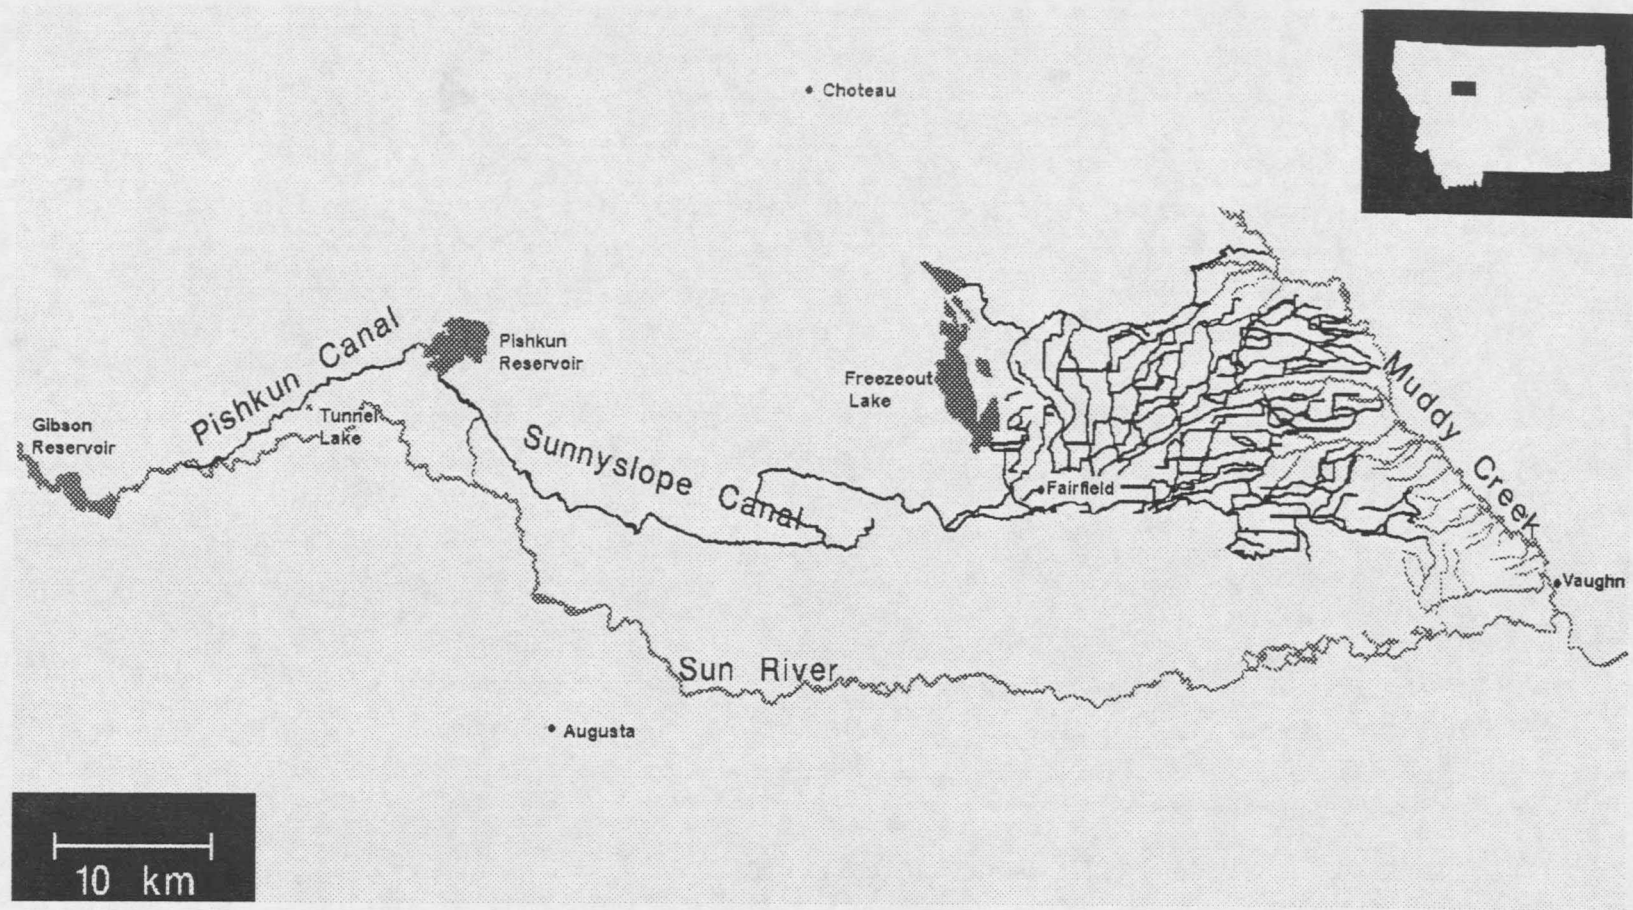 Choteau
Pishkun Canal
Pishkun
Reservoir
Freezeout
Lake
Muddy Creek
Gibson
Reservoir
Tunnel
Lake
Sunnyslope Canal
Fairfield
Vaughn
Sun River
Augusta
10 km